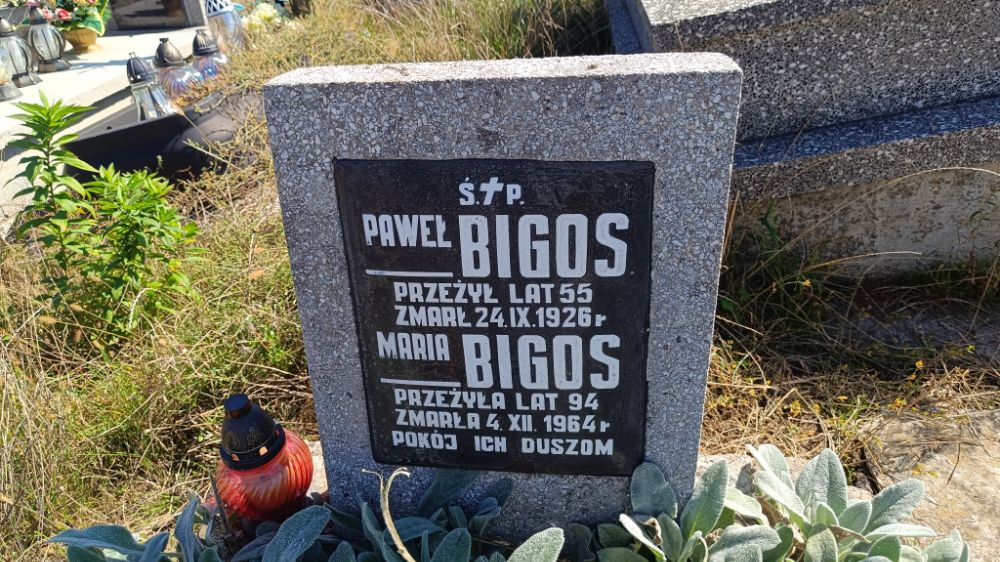 Ś.✝P.
PAWEŁ BIGOS
PRZEŻYŁ LAT 55
ZMARŁ 24.IX.1926 r
MARIA BIGOS
PRZEŻYŁA LAT 94
ZMARŁA 4. XII. 1964 r
POKÓJ ICH DUSZOM